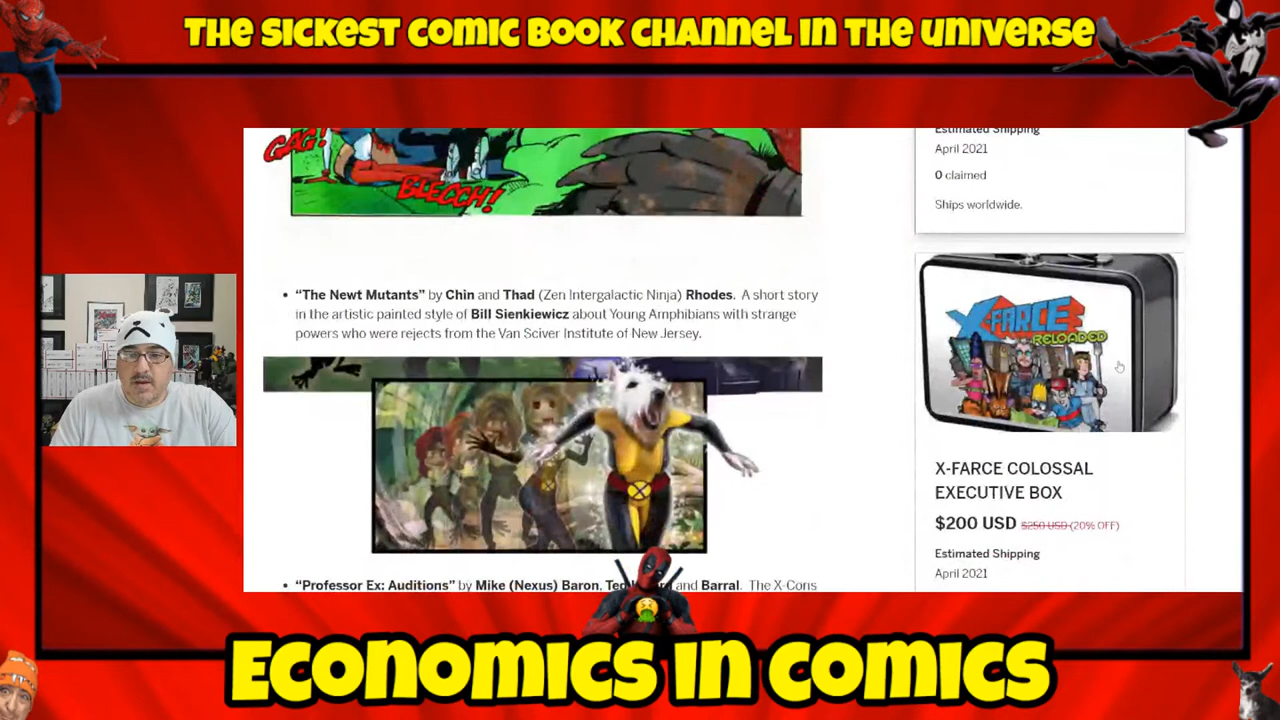 THE SICKEST COMIC BOOK CHANNEL IN THE UNIVERSE
GAG!
BLECCH!
Estimated Shipping
April 2021
0 claimed
Ships worldwide.
• “The Newt Mutants” by Chin and Thad (Zen Intergalactic Ninja) Rhodes. A short story
in the artistic painted style of Bill Sienkiewicz about Young Amphibians with strange
powers who were rejects from the Van Sciver Institute of New Jersey.
X-FARCE
RELOADED
X-FARCE COLOSSAL
EXECUTIVE BOX
$200 USD $250 USD (20% OFF)
Estimated Shipping
April 2021
• “Professor Ex: Auditions” by Mike (Nexus) Baron, and Barral. The X-Cons
ECONOMICS IN COMICS